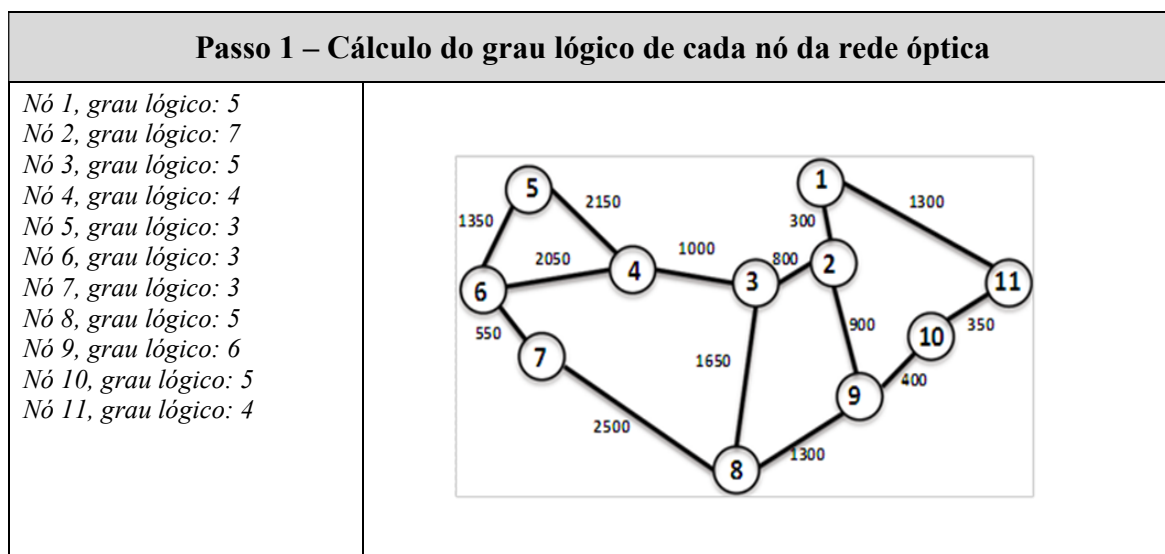 Passo 1 – Cálculo do grau lógico de cada nó da rede óptica
Nó 1, grau lógico: 5
Nó 2, grau lógico: 7
Nó 3, grau lógico: 5
Nó 4, grau lógico: 4
Nó 5, grau lógico: 3
Nó 6, grau lógico: 3
Nó 7, grau lógico: 3
Nó 8, grau lógico: 5
Nó 9, grau lógico: 6
Nó 10, grau lógico: 5
Nó 11, grau lógico: 4
1
5
2150
1300
1350
300
1000
2050
800
2
4
3
11
6
900
350
550
10
7
1650
400
9
2500
1300
8